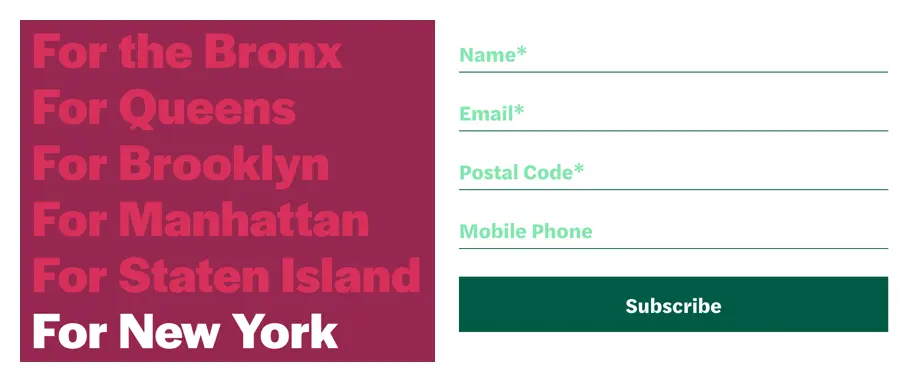 For the Bronx
For Queens
For Brooklyn
For Manhattan
For Staten Island
For New York
Name*
Email*
Postal Code*
Mobile Phone
Subscribe